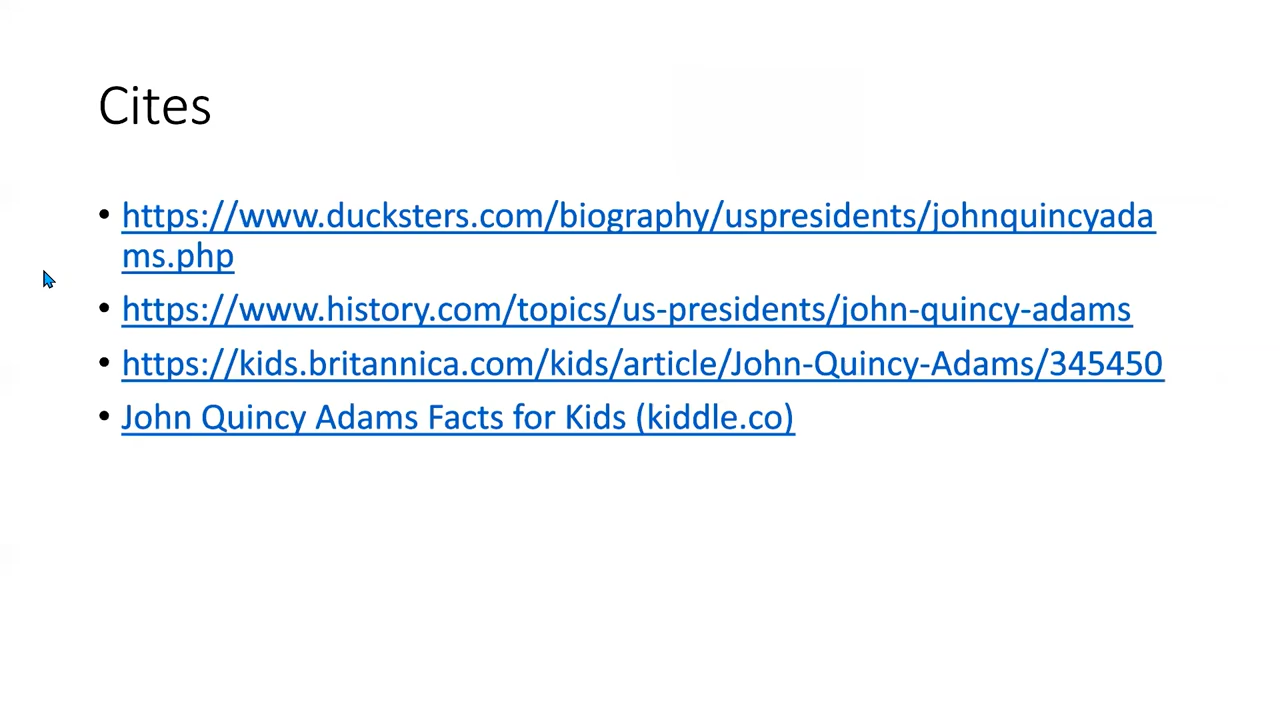 Cites
• https://www.ducksters.com/biography/uspresidents/johnquincyada
ms.php
• https://www.history.com/topics/us-presidents/john-quincy-adams
• https://kids.britannica.com/kids/article/John-Quincy-Adams/345450
• John Quincy Adams Facts for Kids (kiddle.co)